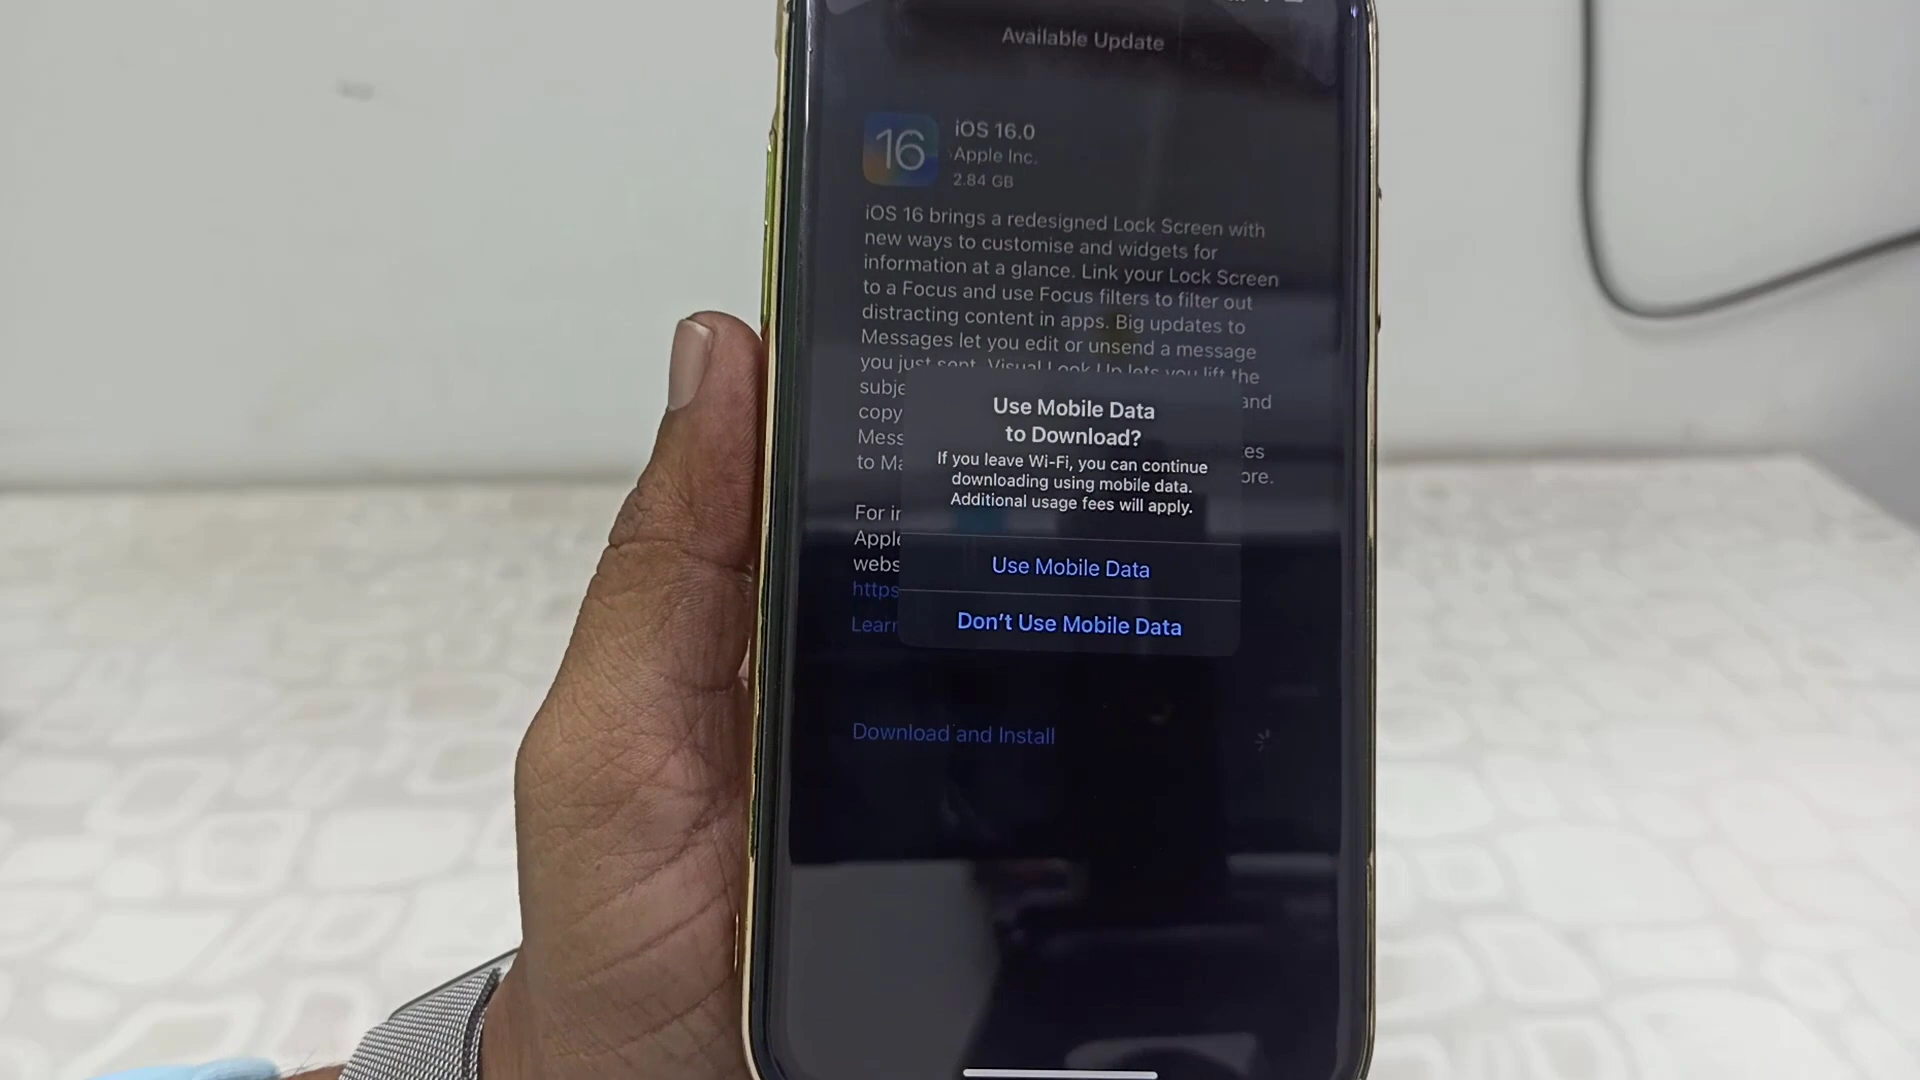 Available Update
16
iOS 16.0
Apple Inc.
2.84 GB
iOS 16 brings a redesigned Lock Screen with
new ways to customise and widgets for
information at a glance. Link your Lock Screen
to a Focus and use Focus filters to filter out
distracting content in apps. Big updates to
Messages let you edit or unsend a message
you just sent. Visual Look Up lets you lift the
subje and
copy
Mess es
to Ma ore.
Use Mobile Data
to Download?
If you leave Wi-Fi, you can continue
downloading using mobile data.
Additional usage fees will apply.
For in
Apple
webs
https
Learn
Use Mobile Data
Don't Use Mobile Data
Download and Install